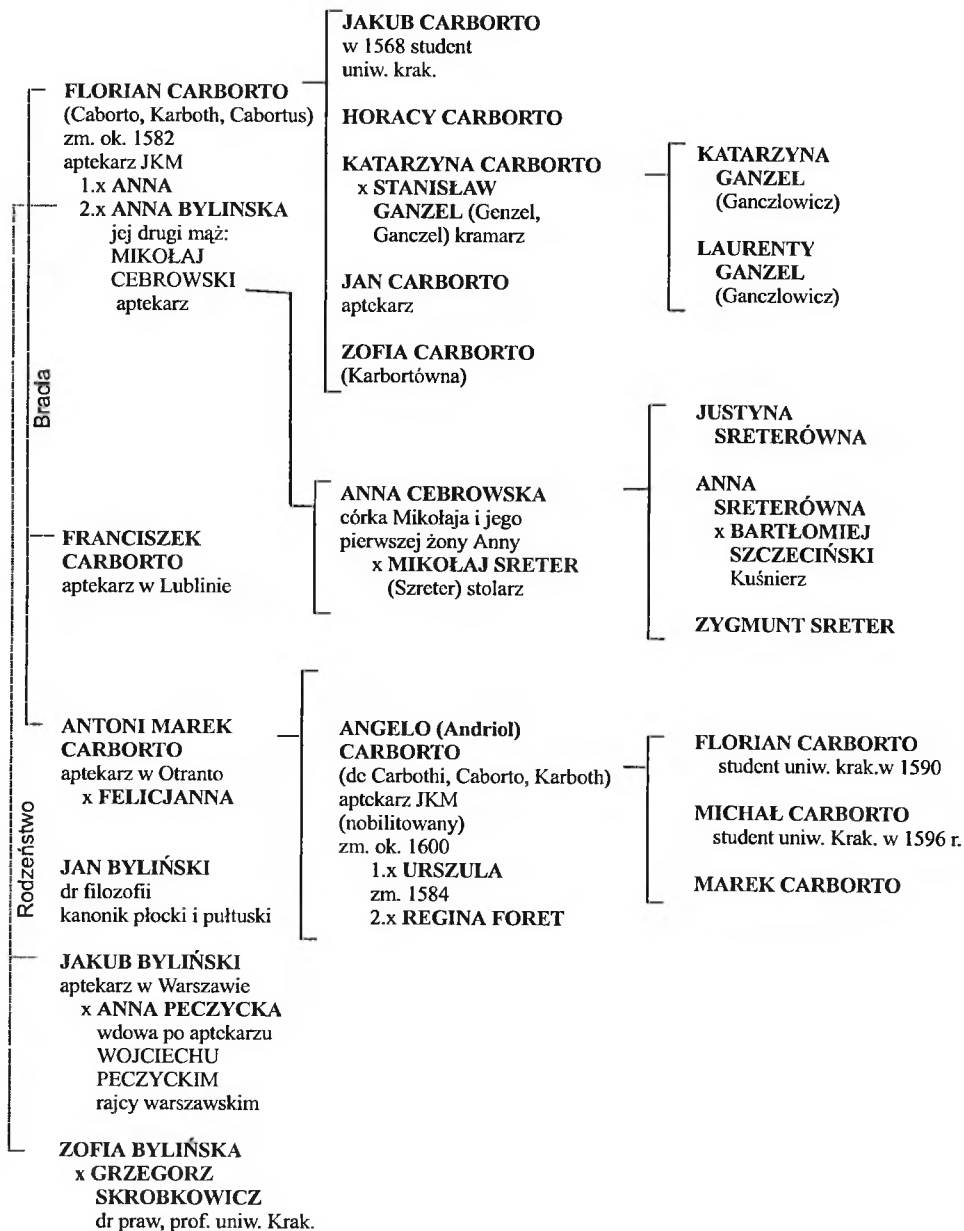 FLORIAN CARBORTO
(Caborto, Karboth, Cabortus)
zm. ok. 1582
aptekarz JKM
1.x ANNA
2.x ANNA BYLINSKA
jej drugi mąż:
MIKOŁAJ
CEBROWSKI
aptekarz
Bracia
FRANCISZEK
CARBORTO
aptekarz w Lublinie
ANTONI MAREK
CARBORTO
aptekarz w Otranto
x FELICJANNA
Rodzeństwo
JAN BYLIŃSKI
dr filozofii
kanonik płocki i pułtuski
JAKUB BYLIŃSKI
aptekarz w Warszawie
x ANNA PECZYCKA
wdowa po aptekarzu
WOJCIECHU
PECZYCKIM
rajcy warszawskim
ZOFIA BYLIŃSKA
x GRZEGORZ
SKROBKOWICZ
dr praw, prof. uniw. Krak.
JAKUB CARBORTO
w 1568 student
uniw. krak.
HORACY CARBORTO
KATARZYNA CARBORTO
x STANISŁAW
GANZEL (Genzel,
Ganczel) kramarz
JAN CARBORTO
aptekarz
ZOFIA CARBORTO
(Karbortówna)
ANNA CEBROWSKA
córka Mikołaja i jego
pierwszej żony Anny
x MIKOŁAJ SRETER
(Szreter) stolarz
ANGELO (Andriol)
CARBORTO
(de Carbothi, Caborto, Karboth)
aptekarz JKM
(nobilitowany)
zm. ok. 1600
1.x URSZULA
zm. 1584
2.x REGINA FORET
KATARZYNA
GANZEL
(Ganczlowicz)
LAURENTY
GANZEL
(Ganczlowicz)
JUSTYNA
SRETERÓWNA
ANNA
SRETERÓWNA
x BARTŁOMIEJ
SZCZECIŃSKI
Kuśnierz
ZYGMUNT SRETER
FLORIAN CARBORTO
student uniw. krak.w 1590
MICHAŁ CARBORTO
student uniw. Krak. w 1596 r.
MAREK CARBORTO